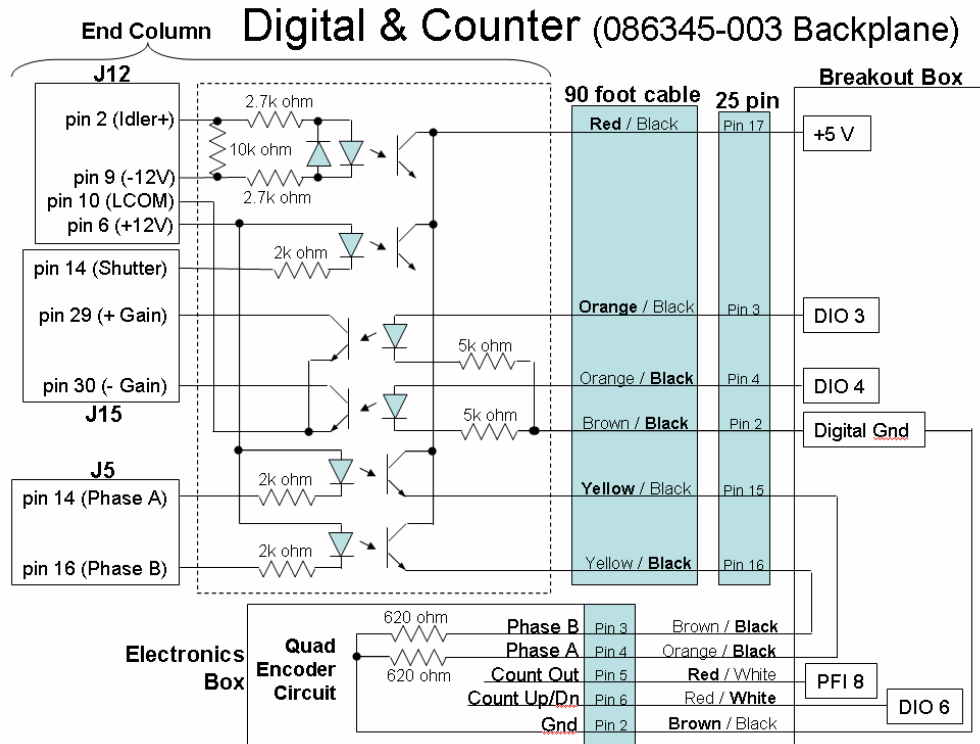 Digital & Counter (086345-003 Backplane)
End Column
Breakout Box
J12
90 foot cable
25 pin
pin 2 (Idler+)
2.7k ohm
Red / Black
Pin 17
+5 V
10k ohm
pin 9 (-12V)
2.7k ohm
pin 10 (LCOM)
pin 6 (+12V)
pin 14 (Shutter)
2k ohm
pin 29 (+ Gain)
Orange / Black
Pin 3
DIO 3
5k ohm
pin 30 (- Gain)
Orange / Black
Pin 4
DIO 4
J15
5k ohm
Brown / Black
Pin 2
Digital Gnd
J5
pin 14 (Phase A)
2k ohm
Yellow / Black
Pin 15
pin 16 (Phase B)
2k ohm
Yellow / Black
Pin 16
620 ohm
Phase B
Pin 3
Brown / Black
Electronics
Box
Quad
Encoder
Circuit
620 ohm
Phase A
Pin 4
Orange / Black
Count Out
Pin 5
Red / White
PFI 8
Count Up/Dn
Pin 6
Red / White
DIO 6
Gnd
Pin 2
Brown / Black